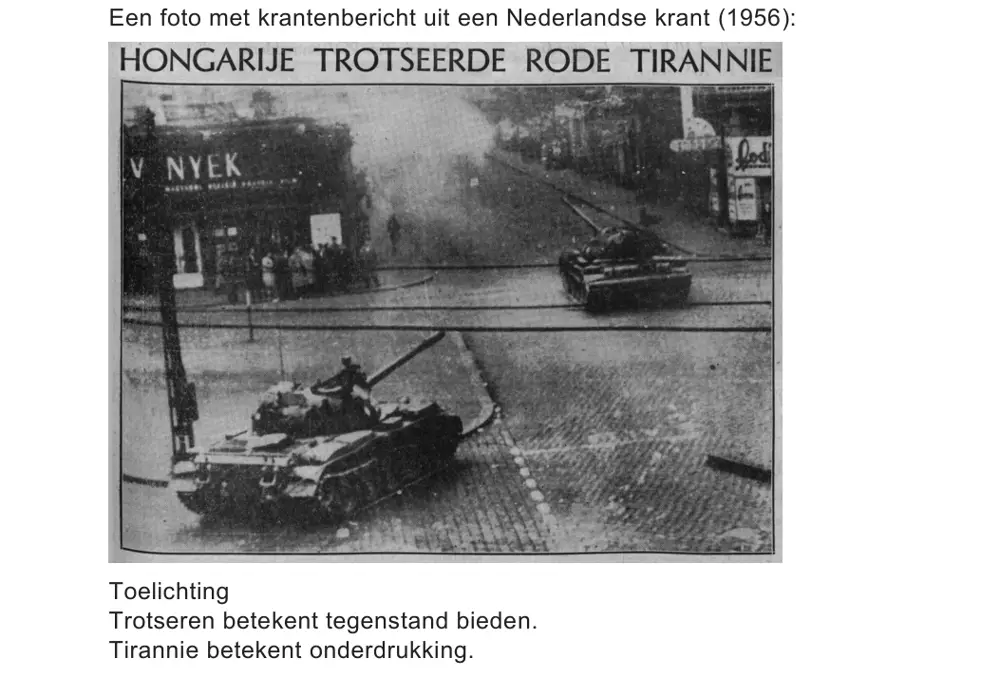 Een foto met krantenbericht uit een Nederlandse krant (1956):
HONGARIJE TROTSEERDE RODE TIRANNIE
NYEK
Toelichting
Trotseren betekent tegenstand bieden.
Tirannie betekent onderdrukking.